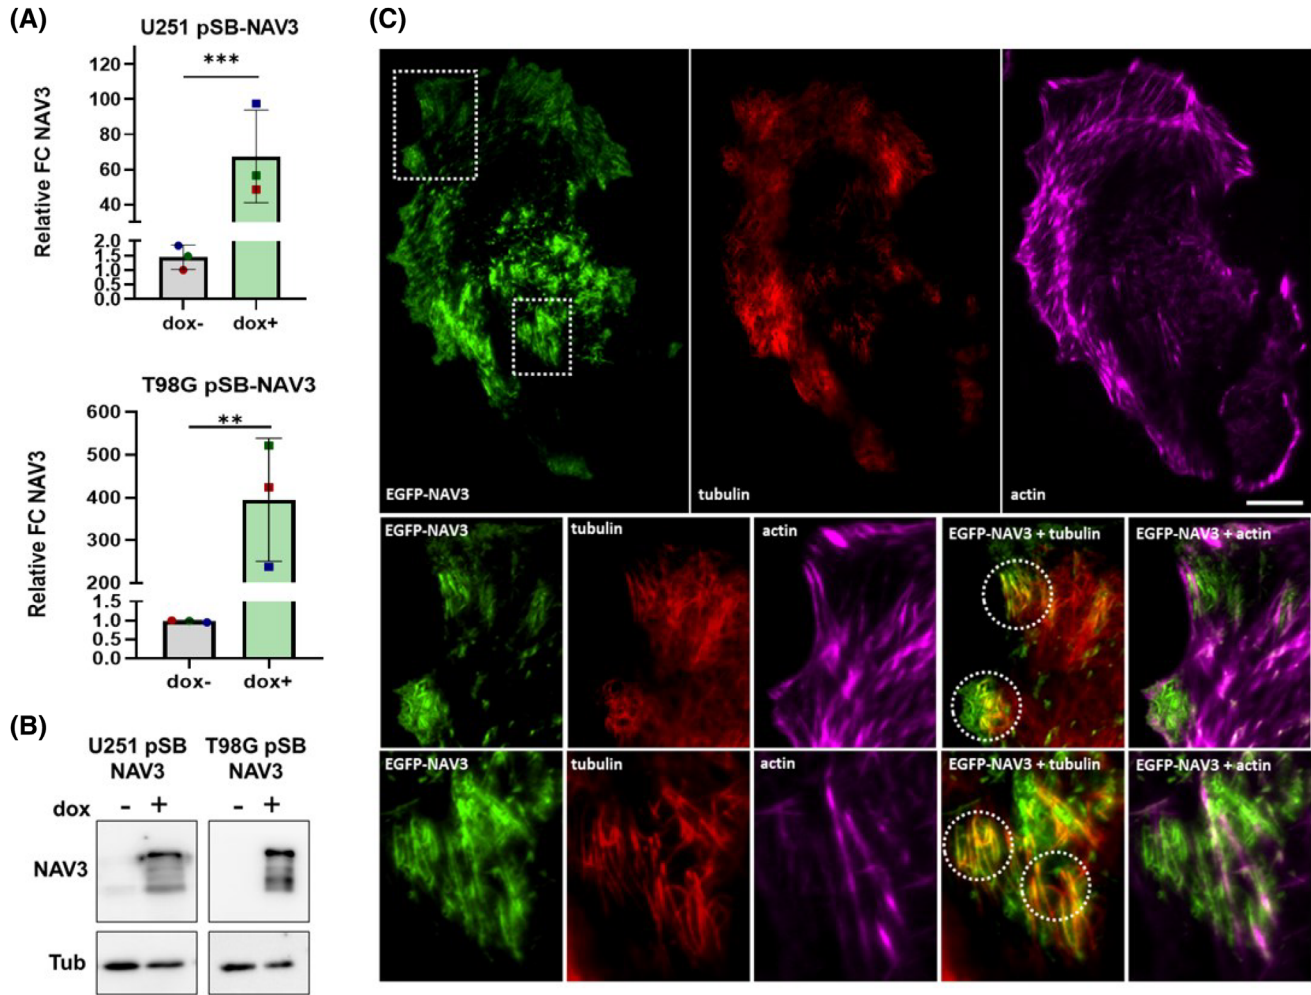 (A)
U251 pSB-NAV3
***
Relative FC NAV3
120
100
80
60
40
2.0
1.5
1.0
0.5
0.0
dox- dox+
T98G pSB-NAV3
**
Relative FC NAV3
600
500
400
300
200
1.5
1.0
0.5
0.0
dox- dox+
(B)
U251 pSB
NAV3
T98G pSB
NAV3
dox - + - +
NAV3
Tub
(C)
EGFP-NAV3 tubulin actin
EGFP-NAV3 tubulin actin EGFP-NAV3 + tubulin EGFP-NAV3 + actin
EGFP-NAV3 tubulin actin EGFP-NAV3 + tubulin EGFP-NAV3 + actin